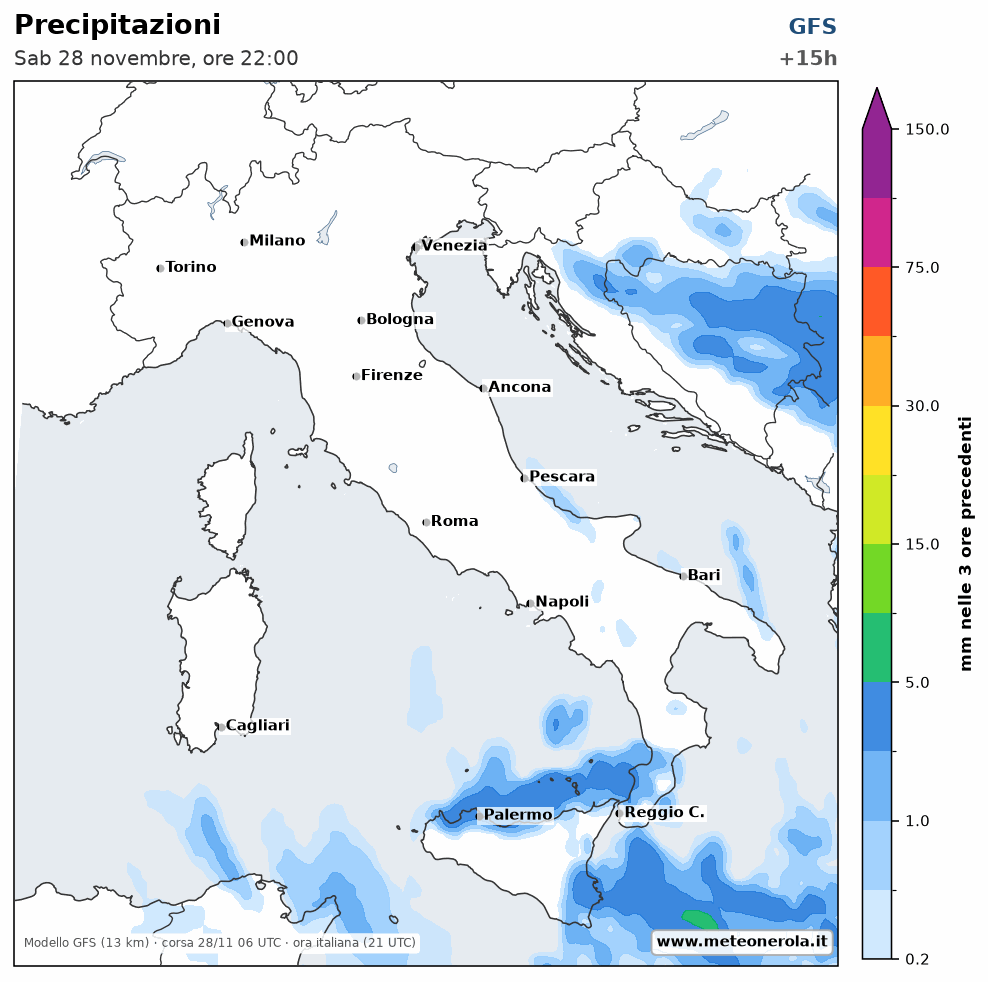 Precipitazioni
GFS
Sab 28 novembre, ore 22:00
+15h
150.0
75.0
30.0
15.0
5.0
1.0
0.2
mm nelle 3 ore precedenti
Milano
Venezia
Torino
Genova
Bologna
Firenze
Ancona
Pescara
Roma
Bari
Napoli
Cagliari
Palermo
Reggio C.
Modello GFS (13 km) · corsa 28/11 06 UTC · ora italiana (21 UTC)
www.meteonerola.it